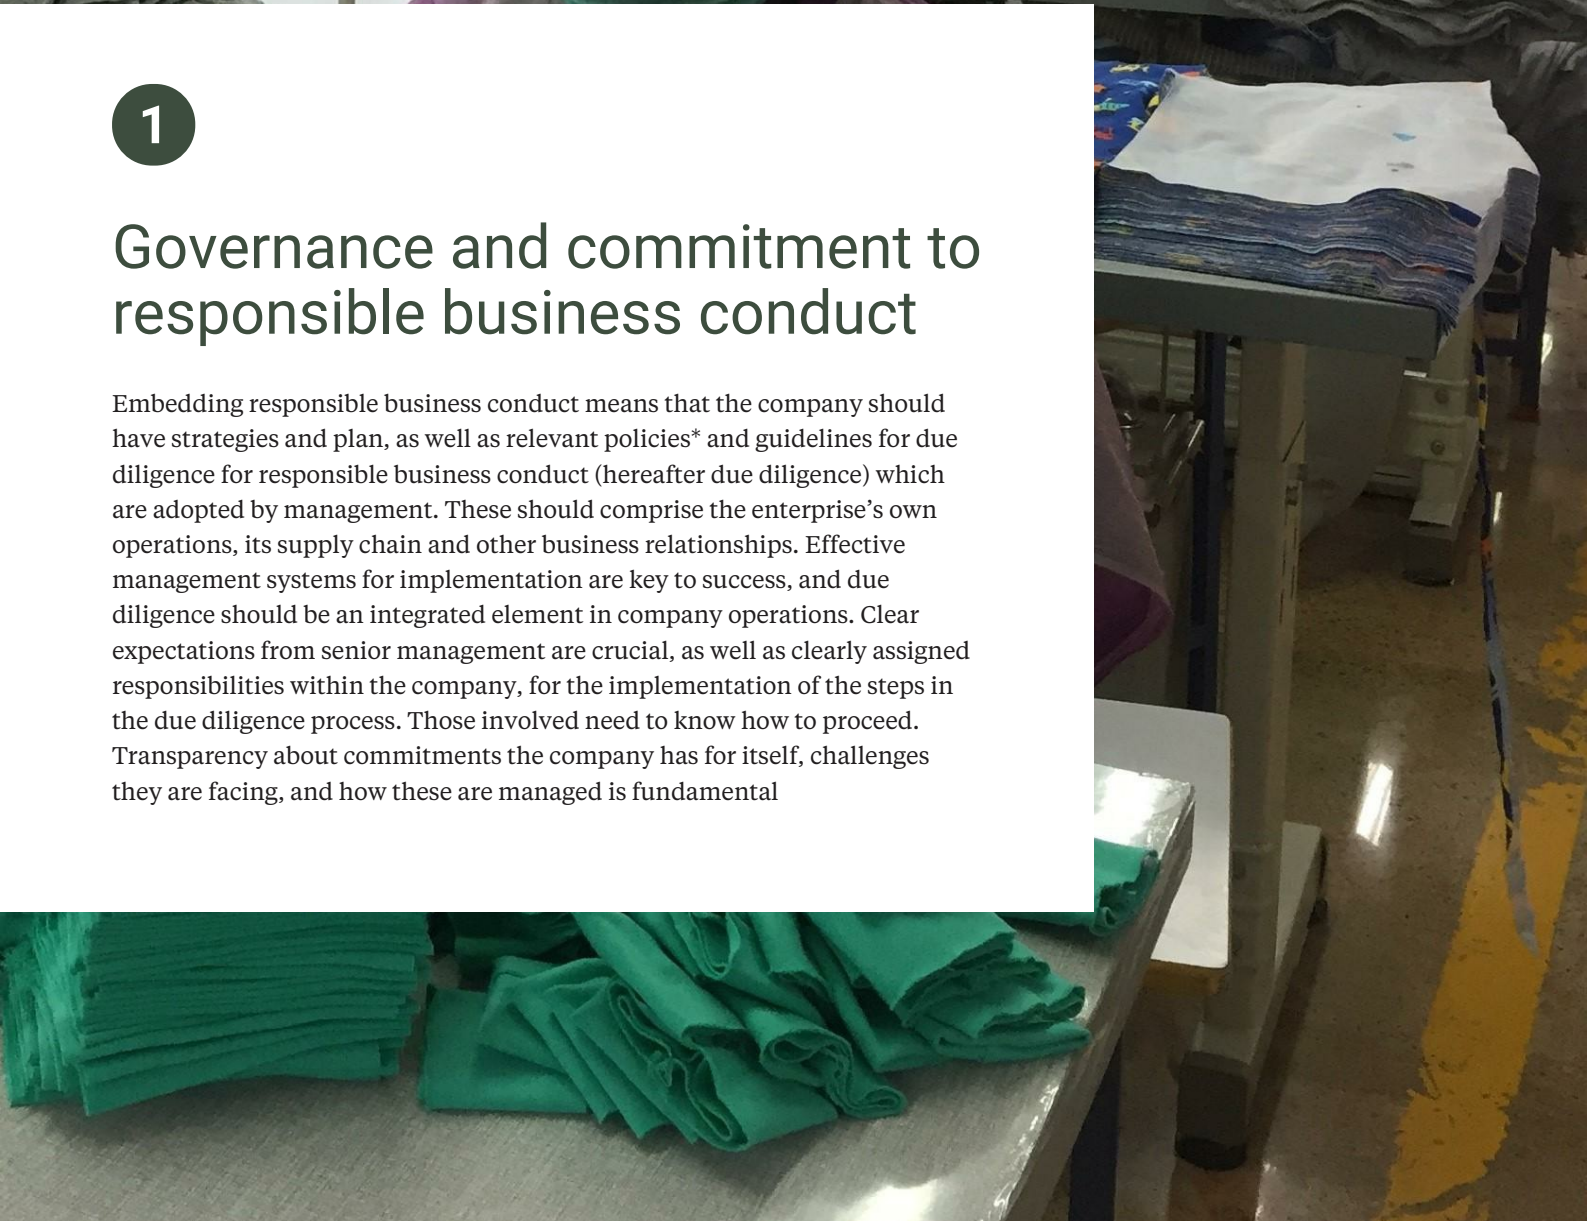 1
Governance and commitment to
responsible business conduct
Embedding responsible business conduct means that the company should
have strategies and plan, as well as relevant policies* and guidelines for due
diligence for responsible business conduct (hereafter due diligence) which
are adopted by management. These should comprise the enterprise’s own
operations, its supply chain and other business relationships. Effective
management systems for implementation are key to success, and due
diligence should be an integrated element in company operations. Clear
expectations from senior management are crucial, as well as clearly assigned
responsibilities within the company, for the implementation of the steps in
the due diligence process. Those involved need to know how to proceed.
Transparency about commitments the company has for itself, challenges
they are facing, and how these are managed is fundamental